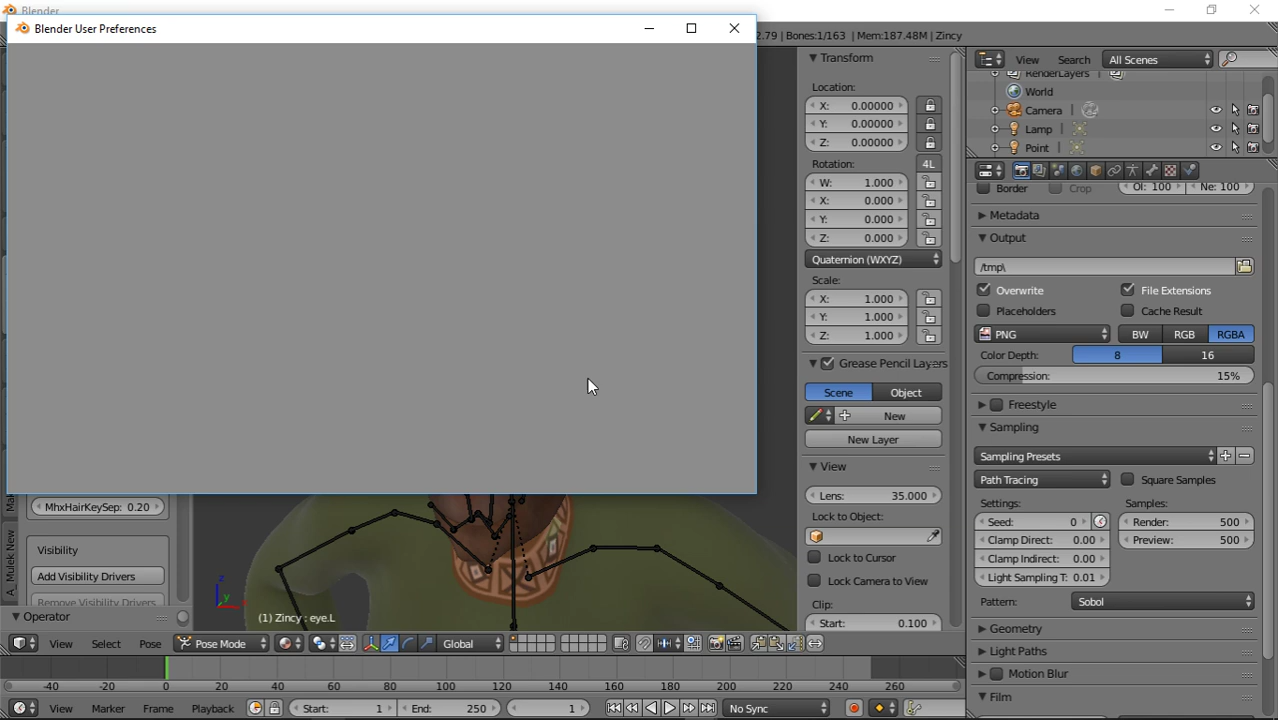 Blender
Blender User Preferences
2.79 | Bones:1/163 | Mem:187.48M | Zincy
Transform
Location:
X: 0.00000
Y: 0.00000
Z: 0.00000
Rotation: 4L
W: 1.000
X: 0.000
Y: 0.000
Z: 0.000
Quaternion (WXYZ)
Scale:
X: 1.000
Y: 1.000
Z: 1.000
Grease Pencil Layers
Scene Object
New
New Layer
View
Lens: 35.000
Lock to Object:
Lock to Cursor
Lock Camera to View
Clip:
Start: 0.100
View Search All Scenes
RenderLayers
World
Camera
Lamp
Point
Border Crop Ol: 100 Ne: 100
Metadata
Output
/tmp\
Overwrite File Extensions
Placeholders Cache Result
PNG BW RGB RGBA
Color Depth: 8 16
Compression: 15%
Freestyle
Sampling
Sampling Presets
Path Tracing Square Samples
Settings: Samples:
Seed: 0 Render: 500
Clamp Direct: 0.00 Preview: 500
Clamp Indirect: 0.00
Light Sampling T: 0.01
Pattern: Sobol
Geometry
Light Paths
Motion Blur
Film
MhxHairKeySep: 0.20
Visibility
Add Visibility Drivers
Remove Visibility Drivers
A_Mulek New
Operator
z
y
x
(1) Zincy : eye.L
View Select Pose Pose Mode Global
-40 -20 0 20 40 60 80 100 120 140 160 180 200 220 240 260
View Marker Frame Playback Start: 1 End: 250 1 No Sync